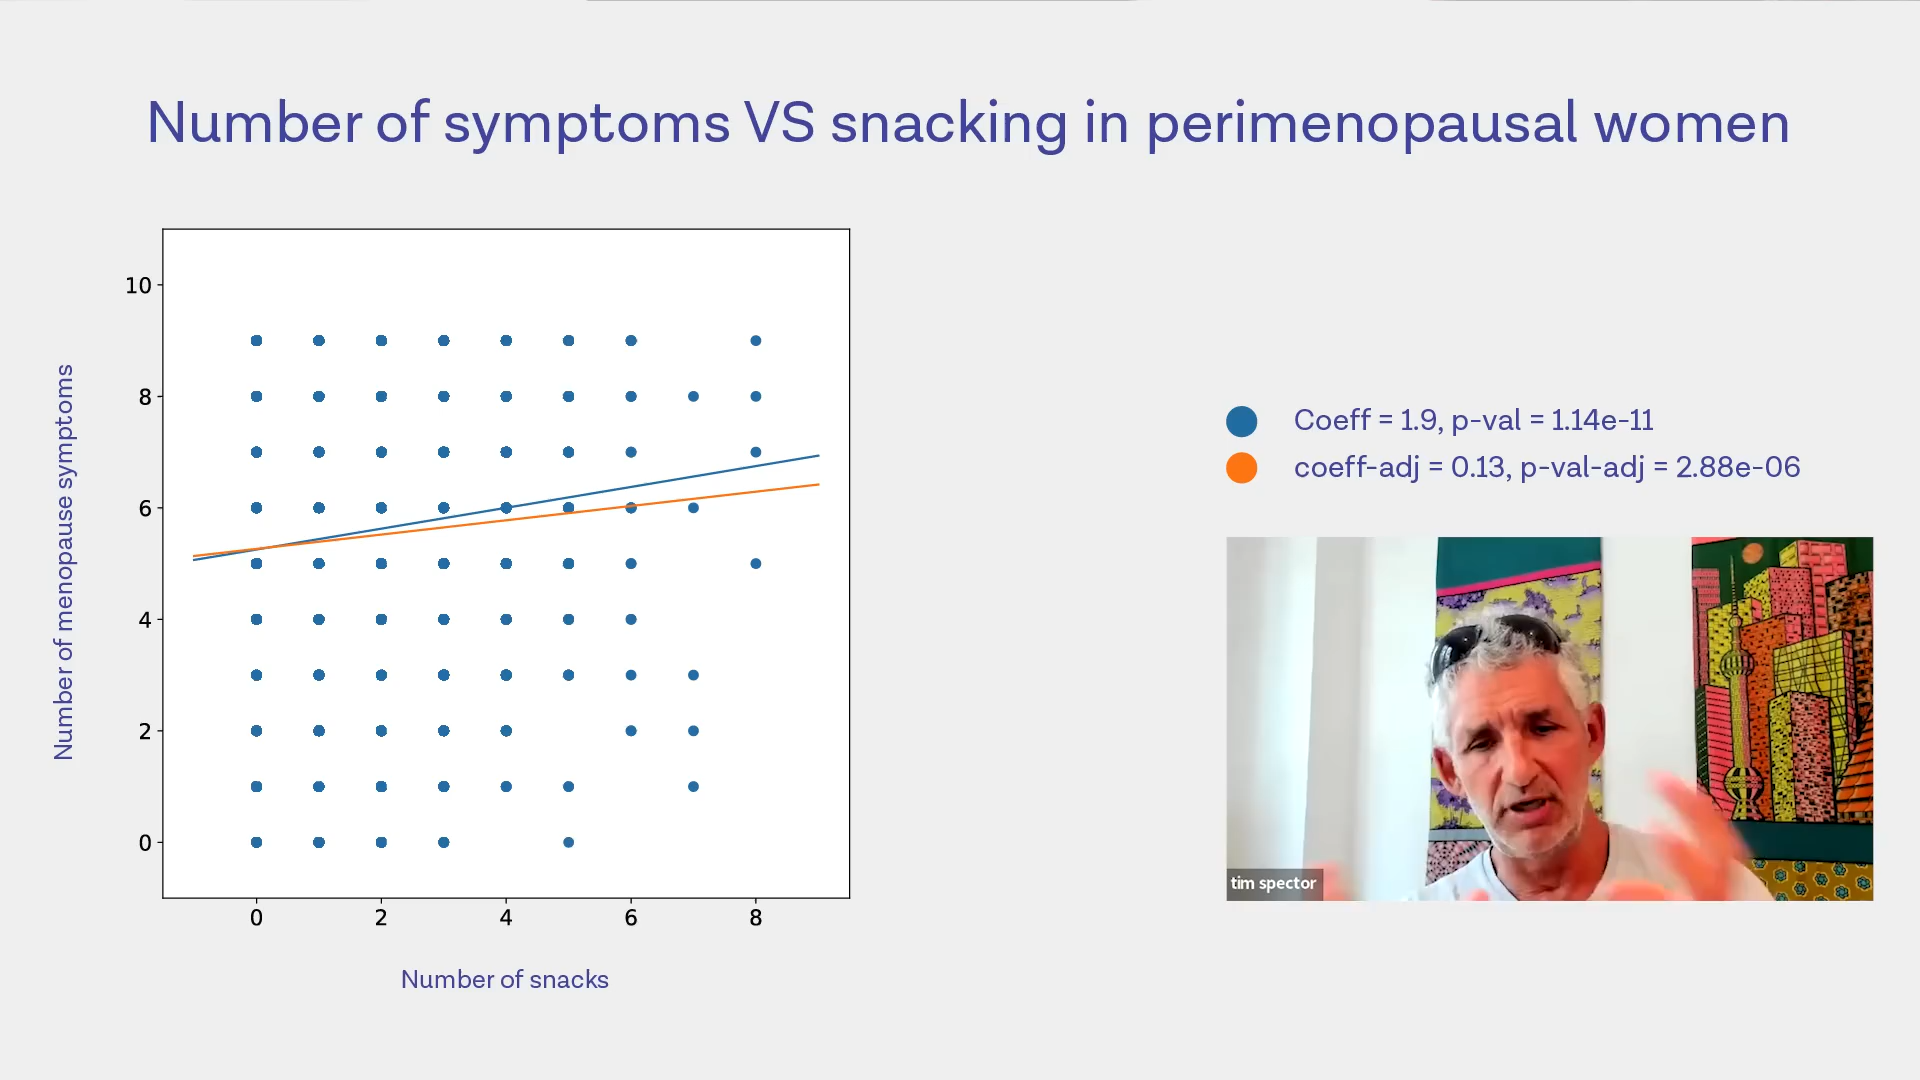 Number of symptoms VS snacking in perimenopausal women
Number of menopause symptoms
10
8
6
4
2
0
0 2 4 6 8
Number of snacks
Coeff = 1.9, p-val = 1.14e-11
coeff-adj = 0.13, p-val-adj = 2.88e-06
tim spector